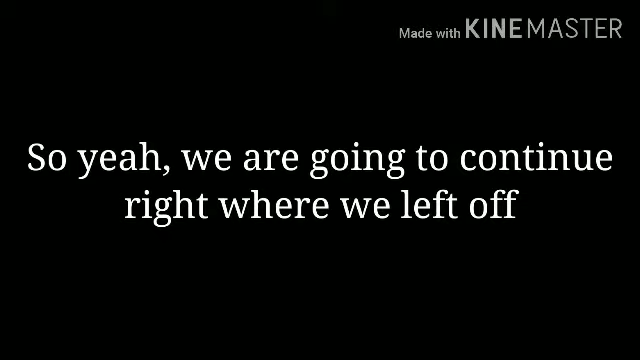 Made with KINEMASTER
So yeah, we are going to continue
right where we left off